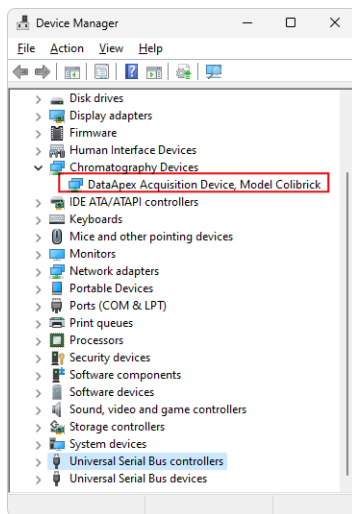 Device Manager
File Action View Help
Disk drives
Display adapters
Firmware
Human Interface Devices
Chromatography Devices
DataApex Acquisition Device, Model Colibrick
IDE ATA/ATAPI controllers
Keyboards
Mice and other pointing devices
Monitors
Network adapters
Portable Devices
Ports (COM & LPT)
Print queues
Processors
Security devices
Software components
Software devices
Sound, video and game controllers
Storage controllers
System devices
Universal Serial Bus controllers
Universal Serial Bus devices